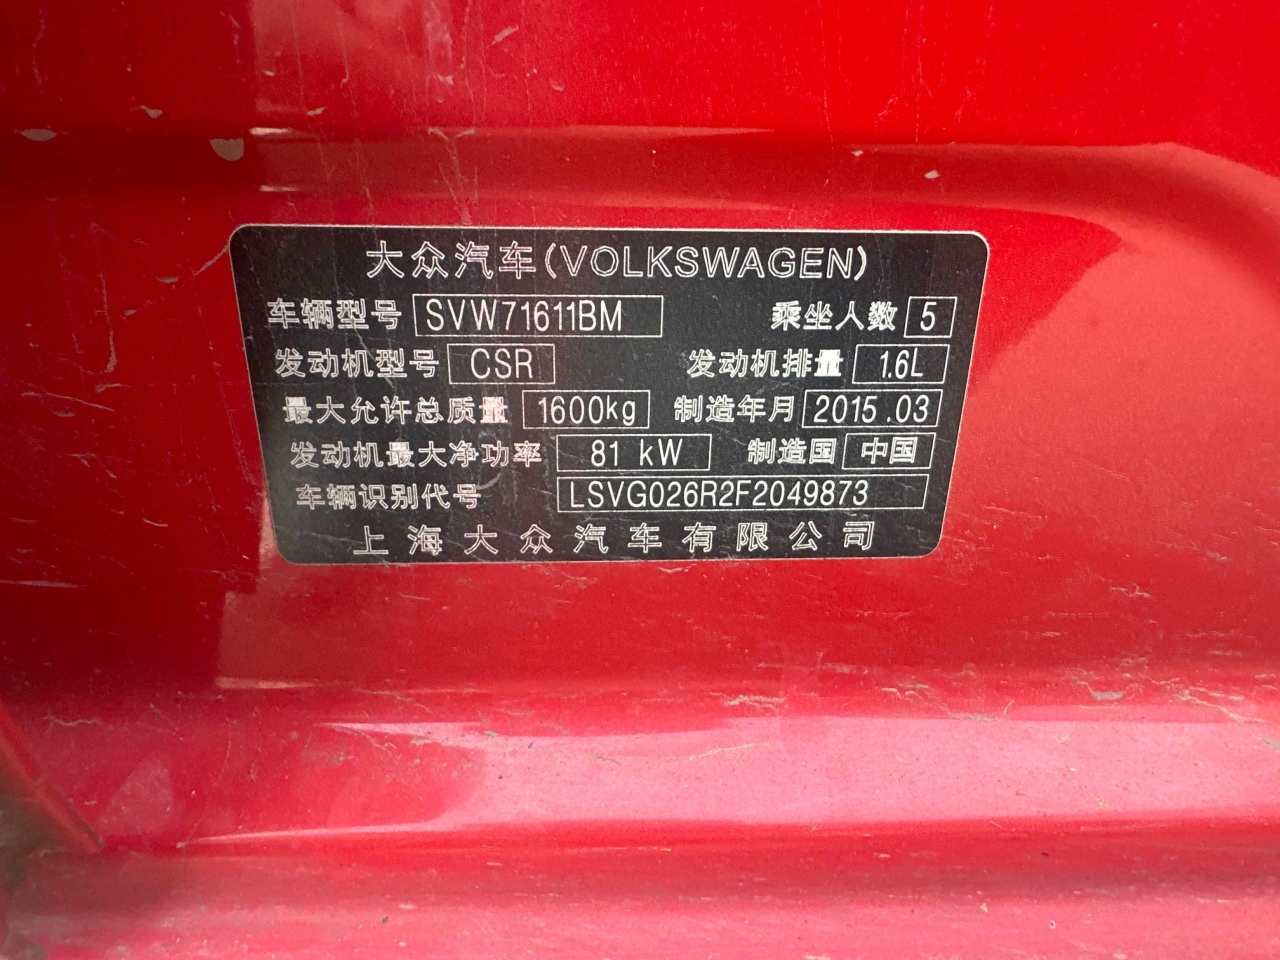 大众汽车(VOLKSWAGEN)
车辆型号 SVW71611BM 乘坐人数 5
发动机型号 CSR 发动机排量 1.6L
最大允许总质量 1600kg 制造年月 2015.03
发动机最大净功率 81 kW 制造国 中国
车辆识别代号 LSVG026R2F2049873
上海大众汽车有限公司